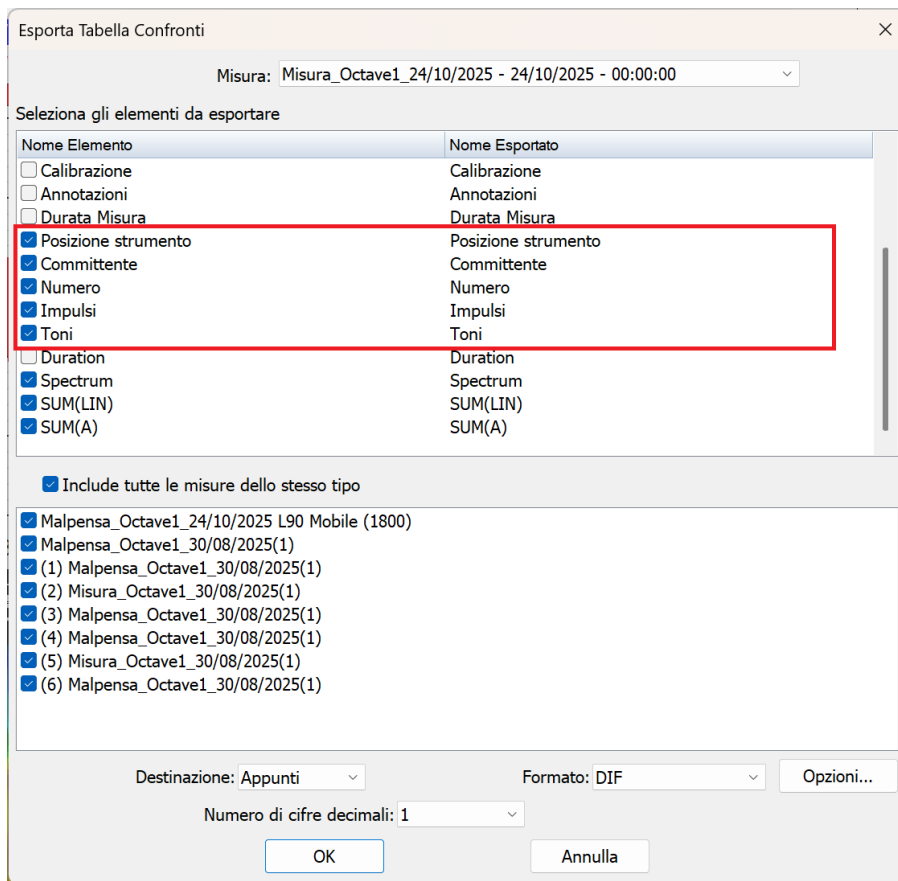 Esporta Tabella Confronti
Misura: Misura_Octave1_24/10/2025 - 24/10/2025 - 00:00:00
Seleziona gli elementi da esportare
Nome Elemento Nome Esportato
Calibrazione Calibrazione
Annotazioni Annotazioni
Durata Misura Durata Misura
Posizione strumento Posizione strumento
Committente Committente
Numero Numero
Impulsi Impulsi
Toni Toni
Duration Duration
Spectrum Spectrum
SUM(LIN) SUM(LIN)
SUM(A) SUM(A)
Include tutte le misure dello stesso tipo
Malpensa_Octave1_24/10/2025 L90 Mobile (1800)
Malpensa_Octave1_30/08/2025(1)
(1) Malpensa_Octave1_30/08/2025(1)
(2) Misura_Octave1_30/08/2025(1)
(3) Malpensa_Octave1_30/08/2025(1)
(4) Malpensa_Octave1_30/08/2025(1)
(5) Misura_Octave1_30/08/2025(1)
(6) Malpensa_Octave1_30/08/2025(1)
Destinazione: Appunti Formato: DIF Opzioni...
Numero di cifre decimali: 1
OK Annulla